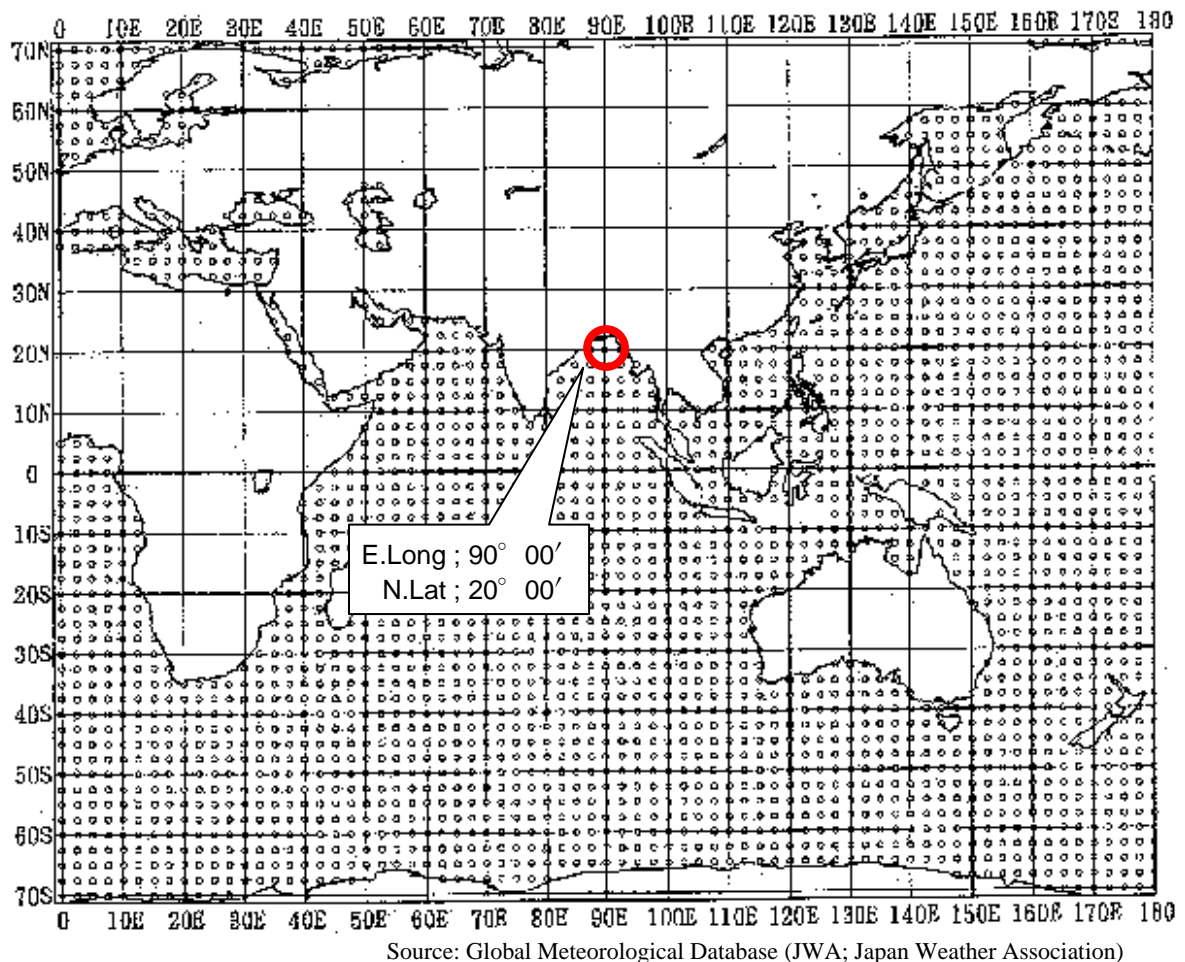 0 10E 20E 30E 40E 50E 60E 70E 80E 90E 100E 110E 120E 130E 140E 150E 160E 170E 180
70N
60N
50N
40N
30N
20N
10N
0
10S
20S
30S
40S
50S
60S
70S
E.Long ; 90° 00′
N.Lat ; 20° 00′
0 10E 20E 30E 40E 50E 60E 70E 80E 90E 100E 110E 120E 130E 140E 150E 160E 170E 180
Source: Global Meteorological Database (JWA; Japan Weather Association)